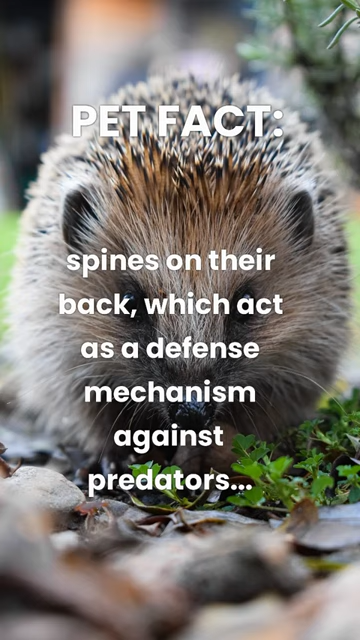 PET FACT:
spines on their
back, which act
as a defense
mechanism
against
predators...